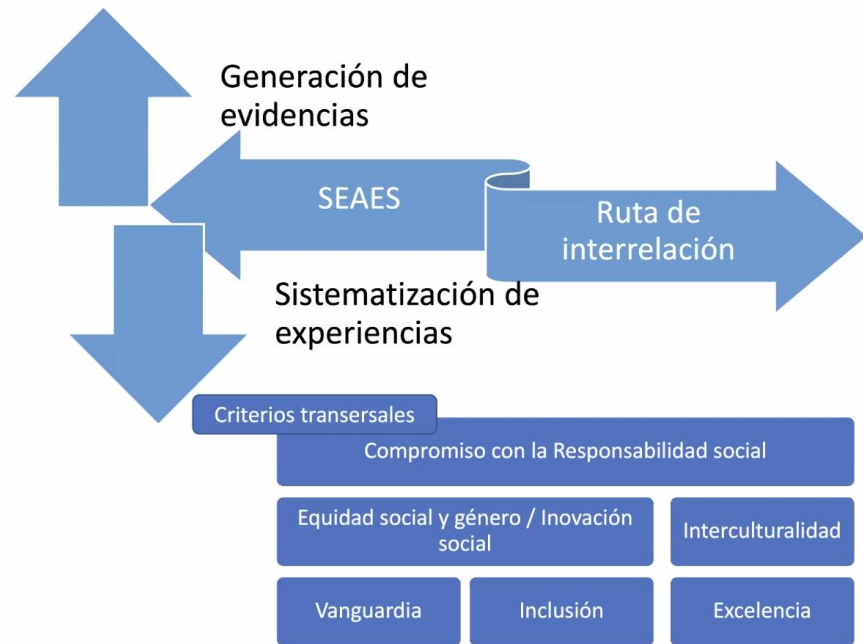 Generación de
evidencias
SEAES
Ruta de
interrelación
Sistematización de
experiencias
Criterios transersales
Compromiso con la Responsabilidad social
Equidad social y género / Inovación
social
Interculturalidad
Vanguardia
Inclusión
Excelencia